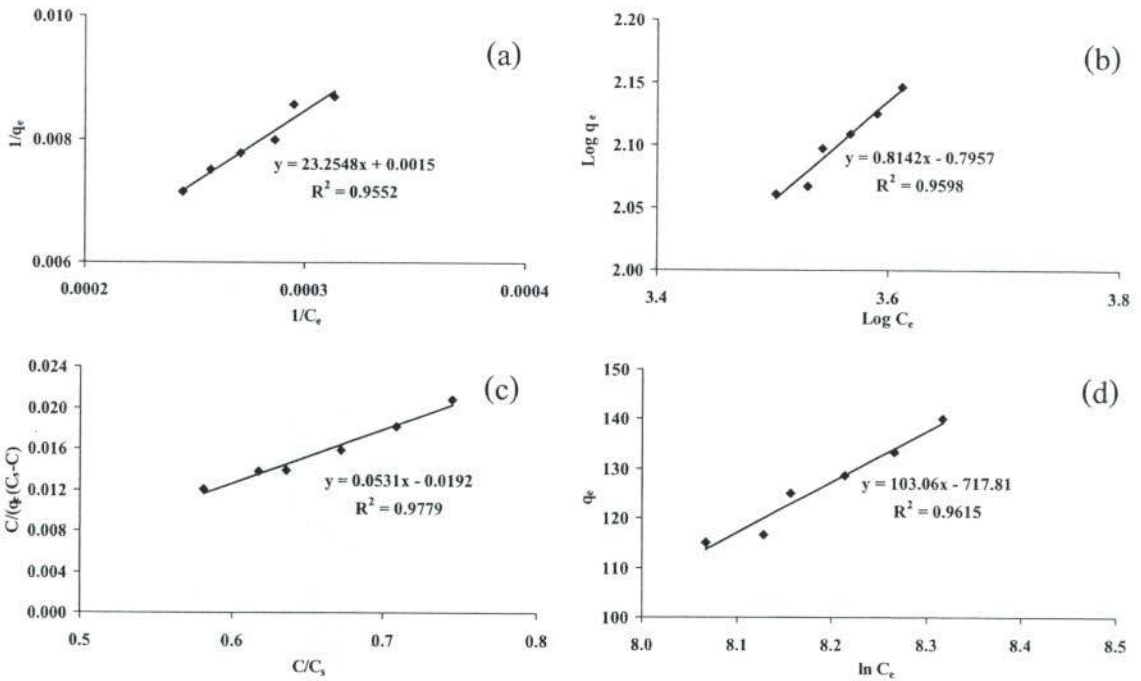 (a)
0.010
0.008
0.006
1/qe
y = 23.2548x + 0.0015
R² = 0.9552
0.0002
0.0003
0.0004
1/Ce
(b)
2.20
2.15
2.10
2.05
2.00
Log qe
y = 0.8142x - 0.7957
R² = 0.9598
3.4
3.6
3.8
Log Ce
(c)
0.024
0.020
0.016
0.012
0.008
0.004
0.000
C/(qe(Cs-C)
y = 0.0531x - 0.0192
R² = 0.9779
0.5
0.6
0.7
0.8
C/Cs
(d)
150
140
130
120
110
100
qe
y = 103.06x - 717.81
R² = 0.9615
8.0
8.1
8.2
8.3
8.4
8.5
ln Ce